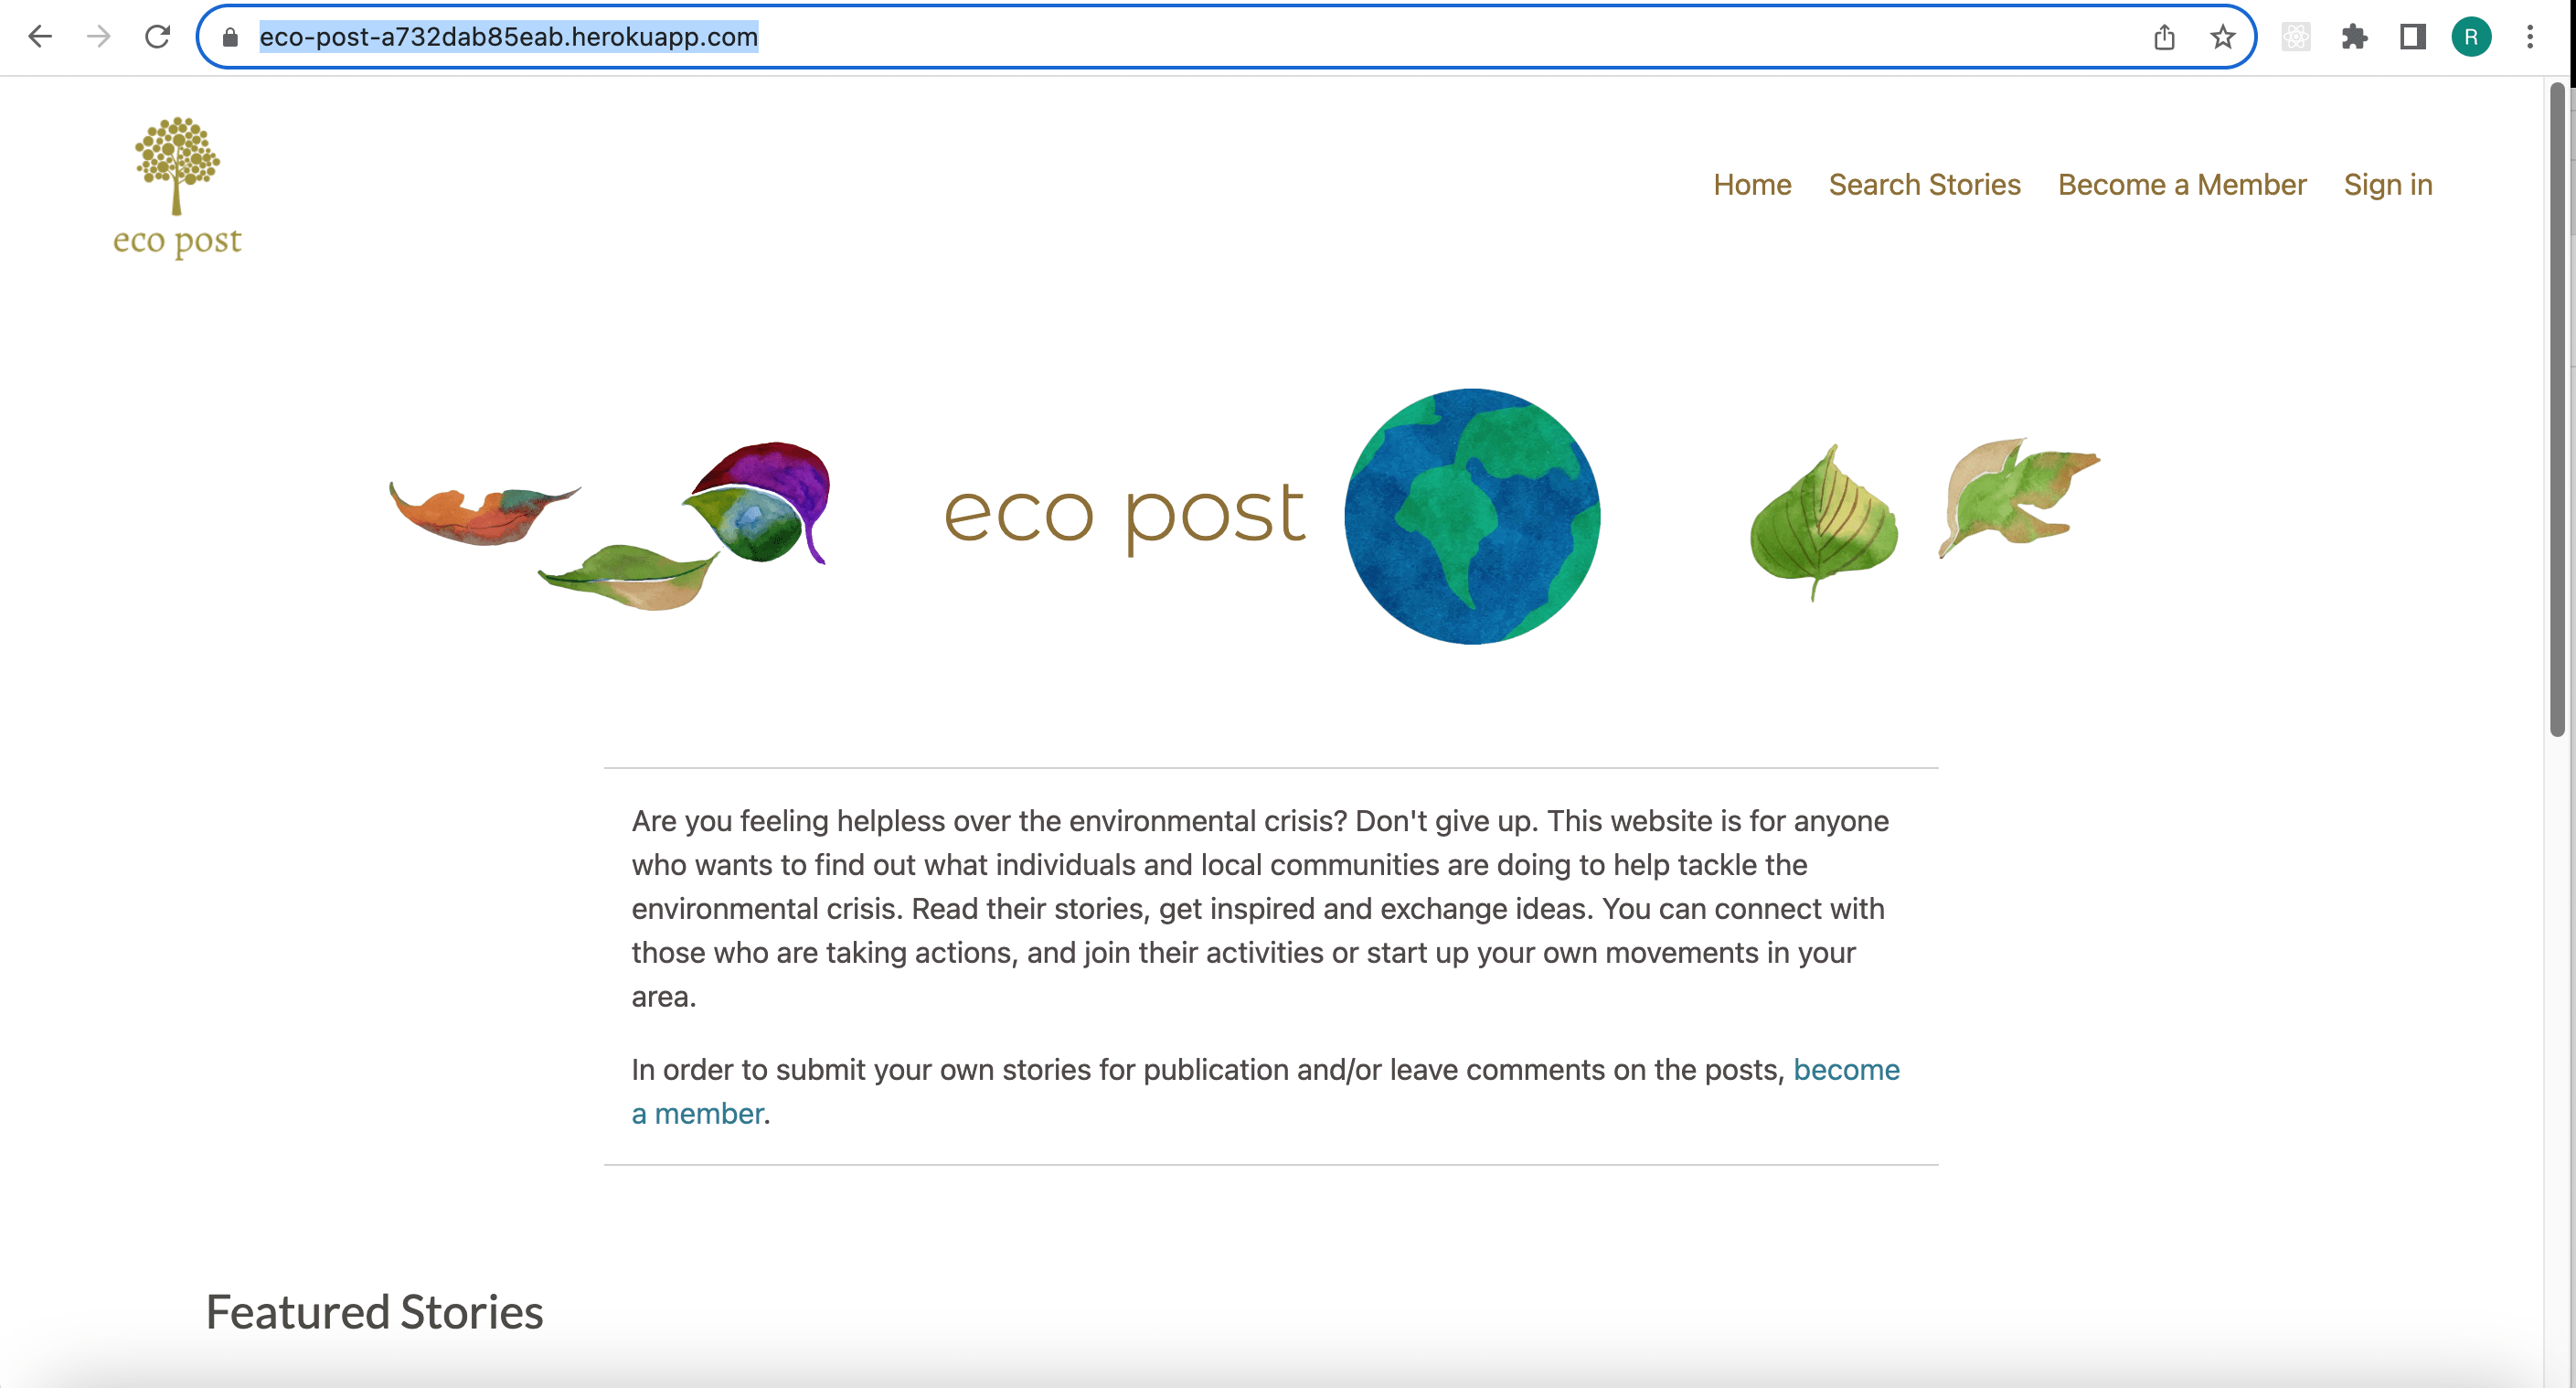 eco-post-a732dab85eab.herokuapp.com
R
eco post
Home Search Stories Become a Member Sign in
eco post
Are you feeling helpless over the environmental crisis? Don't give up. This website is for anyone
who wants to find out what individuals and local communities are doing to help tackle the
environmental crisis. Read their stories, get inspired and exchange ideas. You can connect with
those who are taking actions, and join their activities or start up your own movements in your
area.
In order to submit your own stories for publication and/or leave comments on the posts, become
a member.
Featured Stories